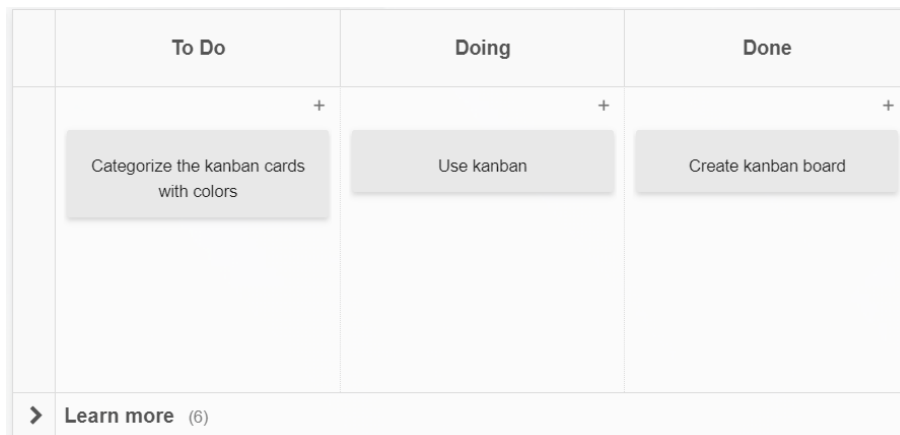 To Do
Doing
Done
+
+
+
Categorize the kanban cards
with colors
Use kanban
Create kanban board
Learn more (6)